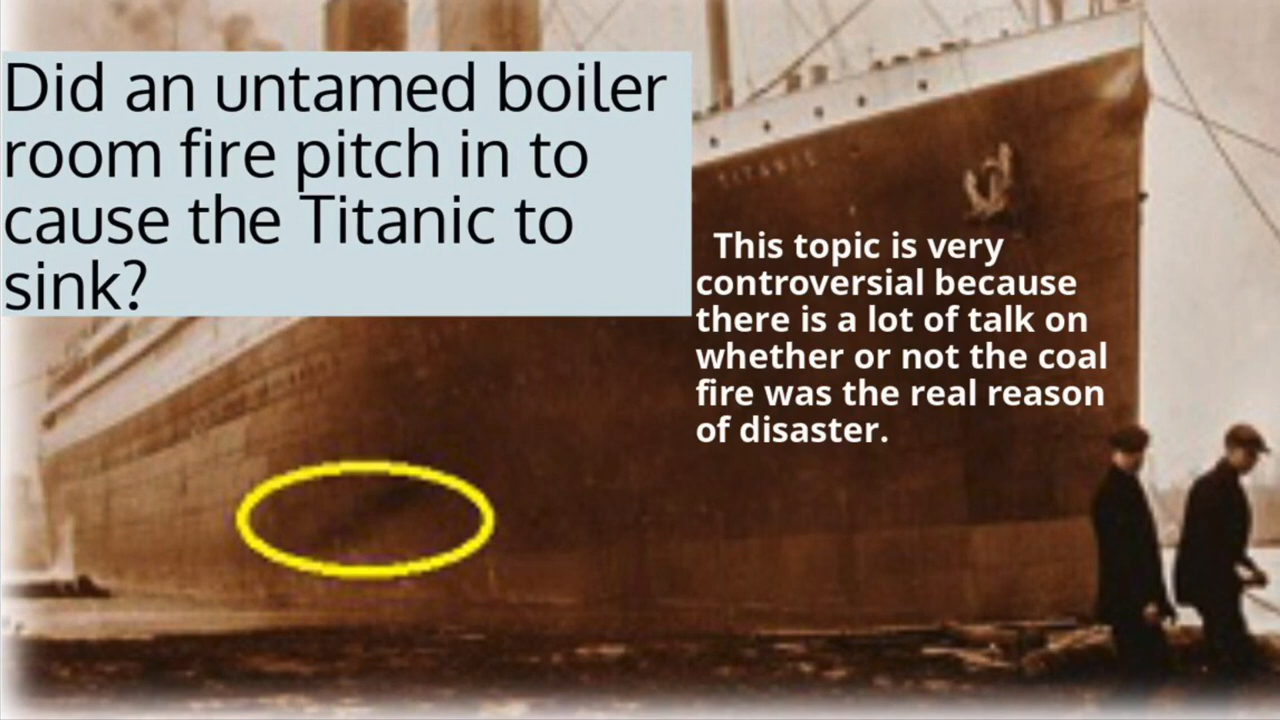 Did an untamed boiler
room fire pitch in to
cause the Titanic to
sink?
TITANIC
This topic is very
controversial because
there is a lot of talk on
whether or not the coal
fire was the real reason
of disaster.